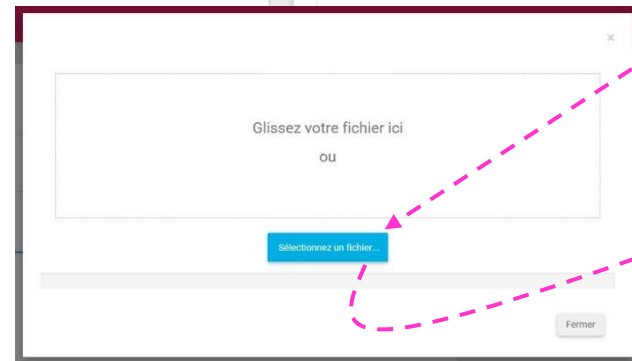 ×
Glissez votre fichier ici
ou
Sélectionnez un fichier...
Fermer